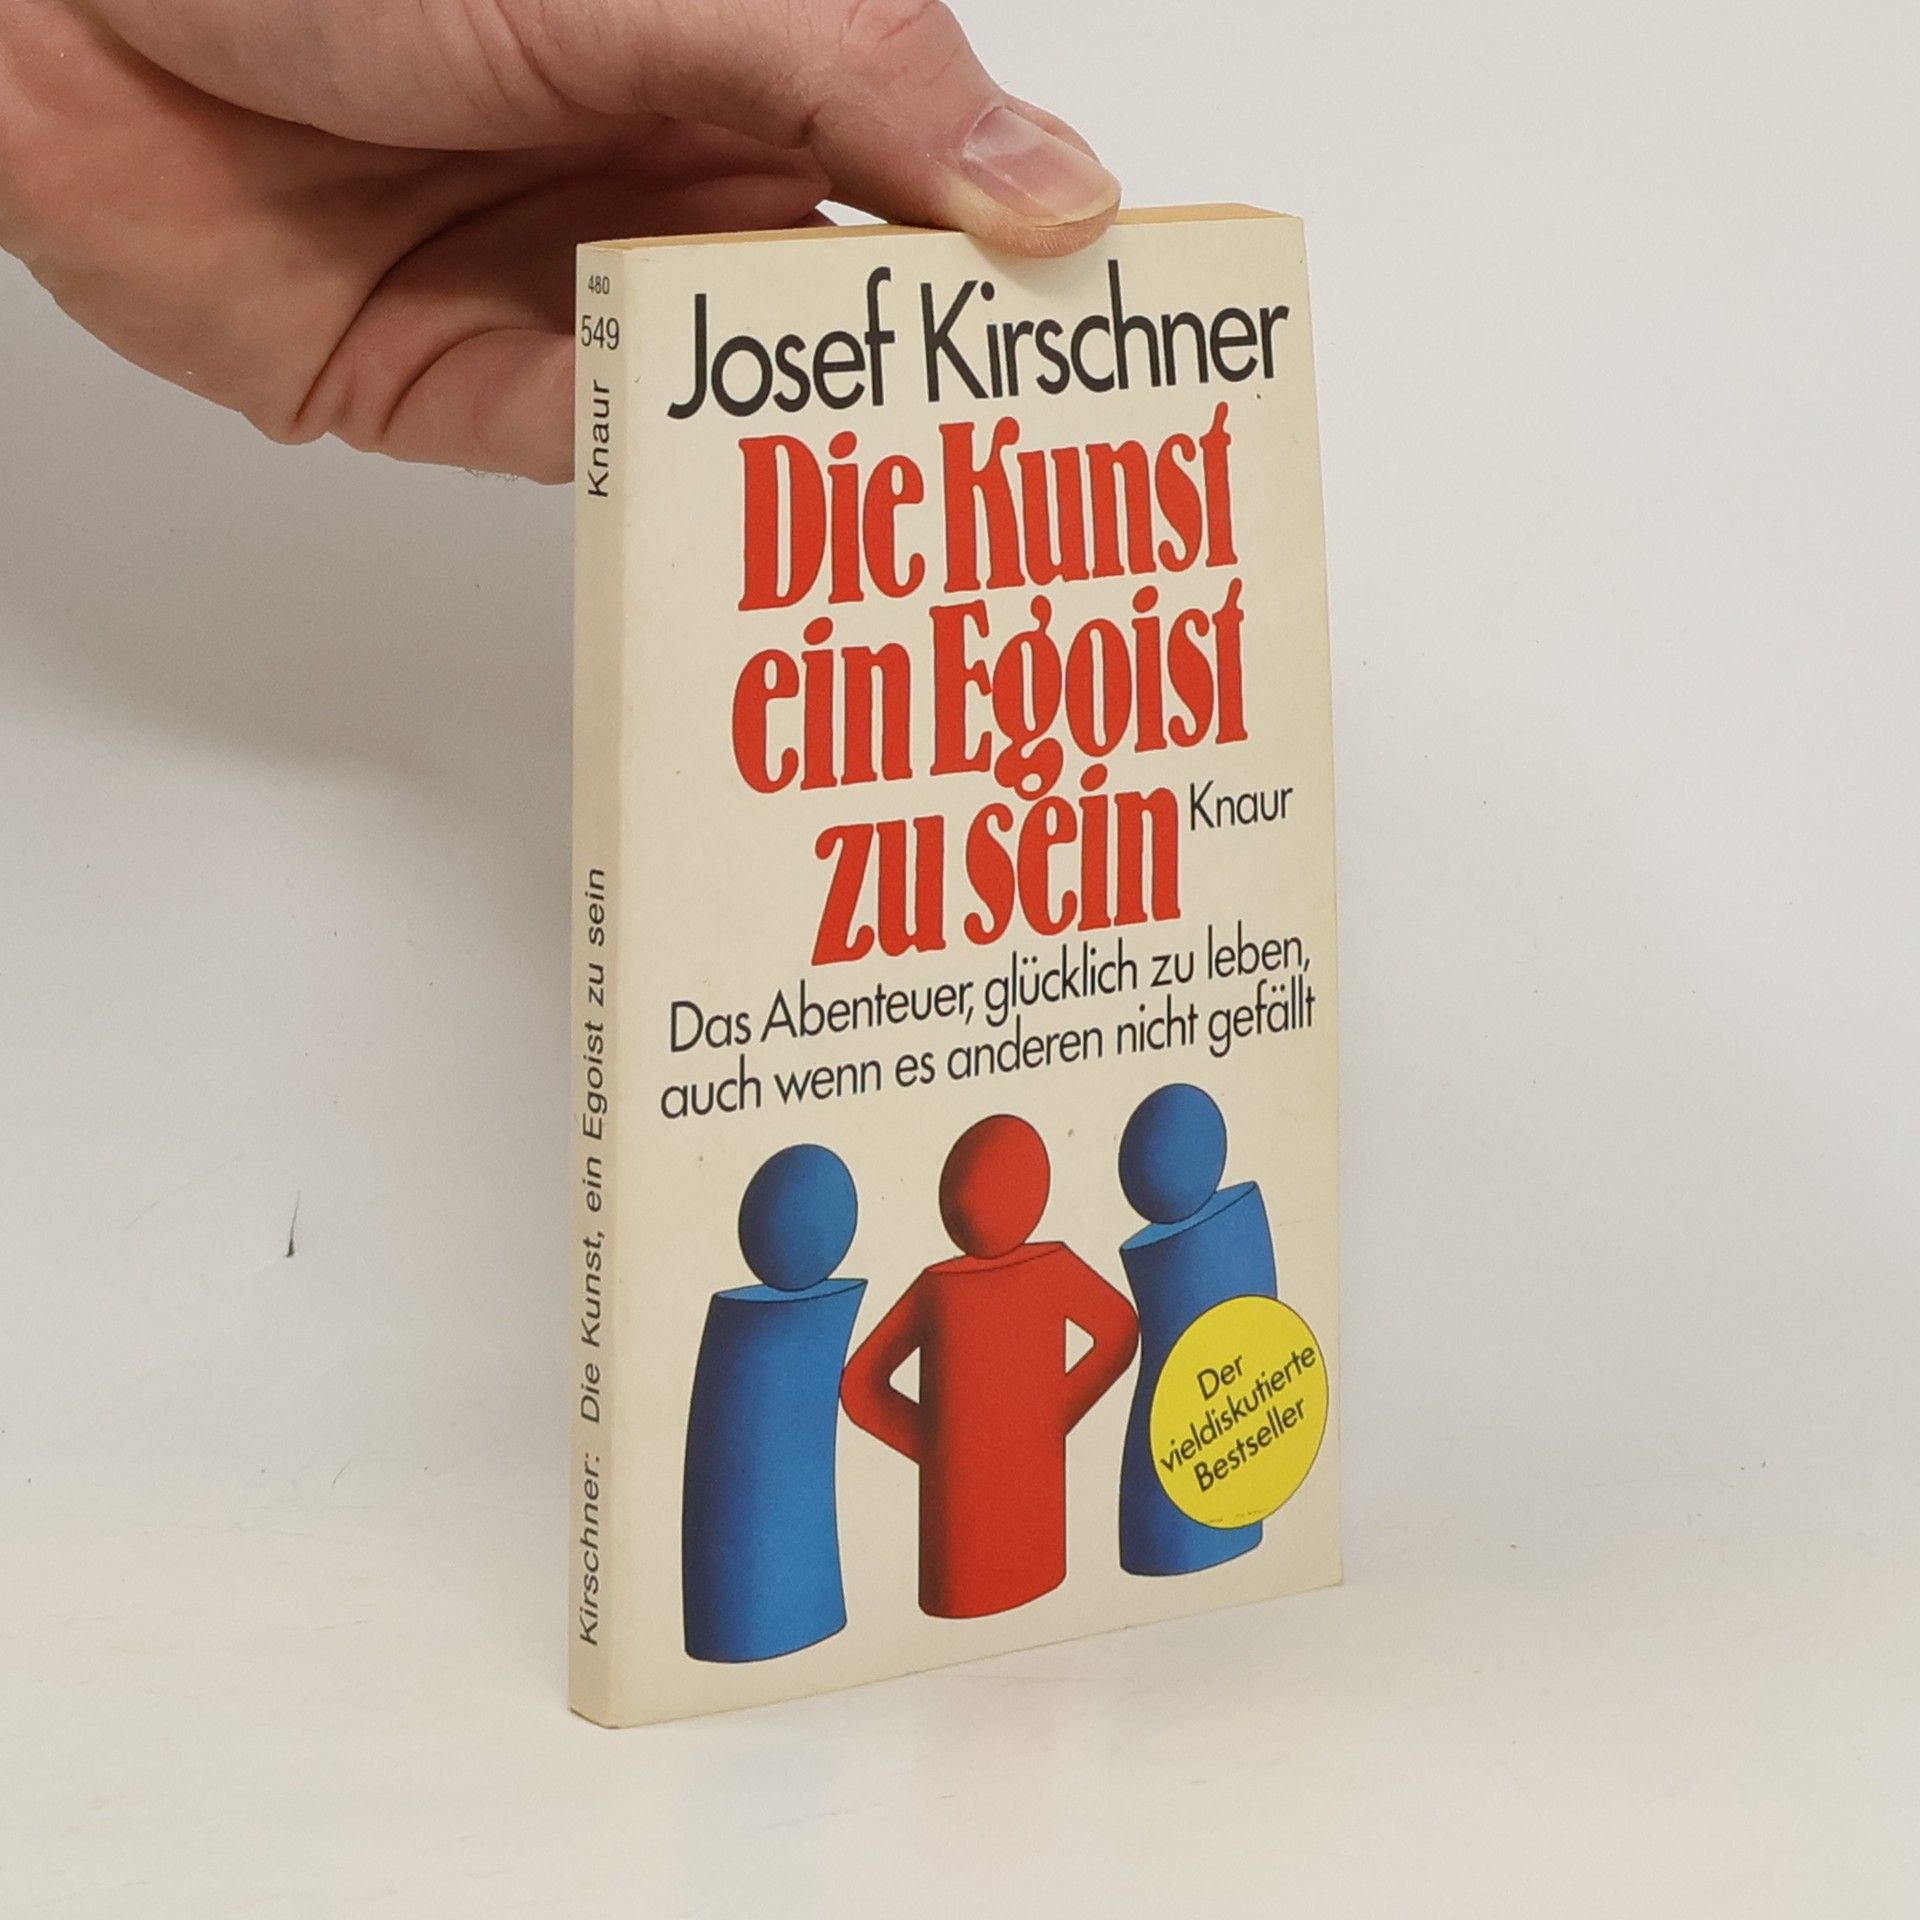 480
549
Knaur
Kirschner: Die Kunst, ein Egoist zu sein
Josef Kirschner
Die Kunst
ein Egoist
zu sein
Knaur
Das Abenteuer, glücklich zu leben,
auch wenn es anderen nicht gefällt
Der
vieldiskutierte
Bestseller